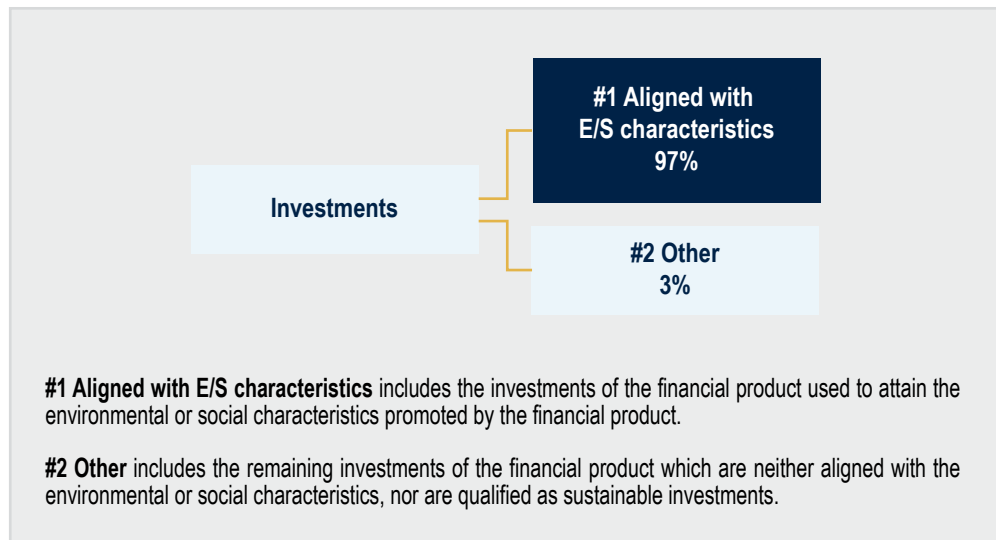 #1 Aligned with
E/S characteristics
97%
Investments
#2 Other
3%
#1 Aligned with E/S characteristics includes the investments of the financial product used to attain the
environmental or social characteristics promoted by the financial product.
#2 Other includes the remaining investments of the financial product which are neither aligned with the
environmental or social characteristics, nor are qualified as sustainable investments.